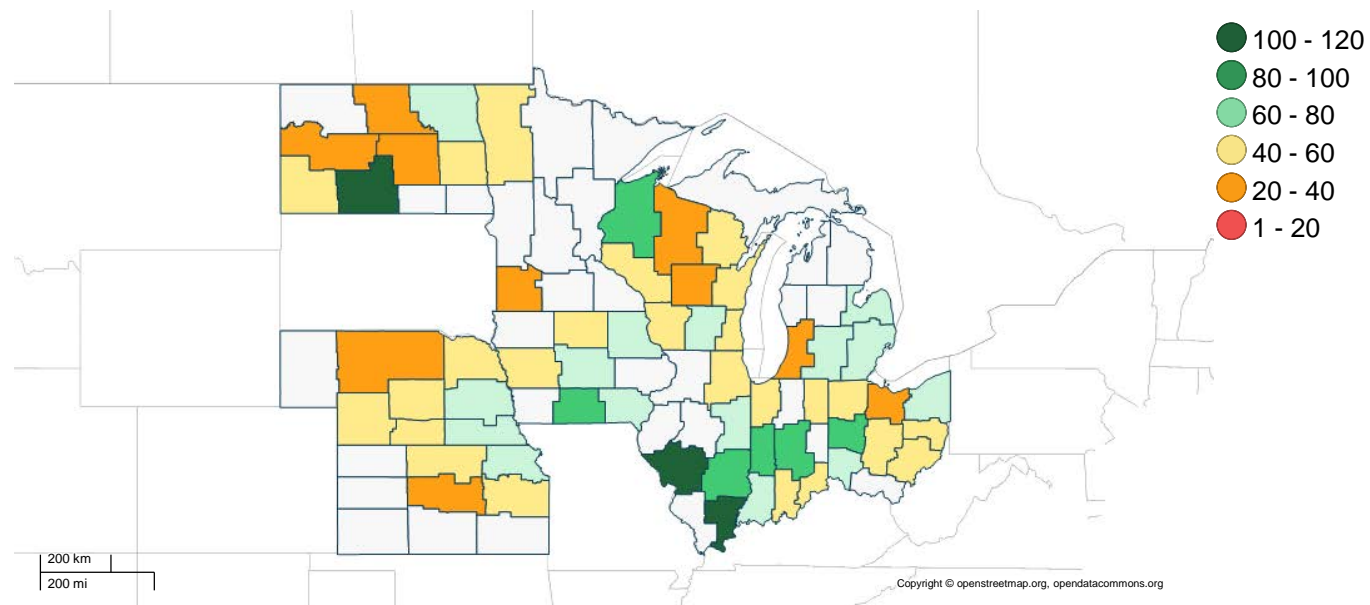 100 - 120
80 - 100
60 - 80
40 - 60
20 - 40
1 - 20
200 km
200 mi
Copyright © openstreetmap.org, opendatacommons.org